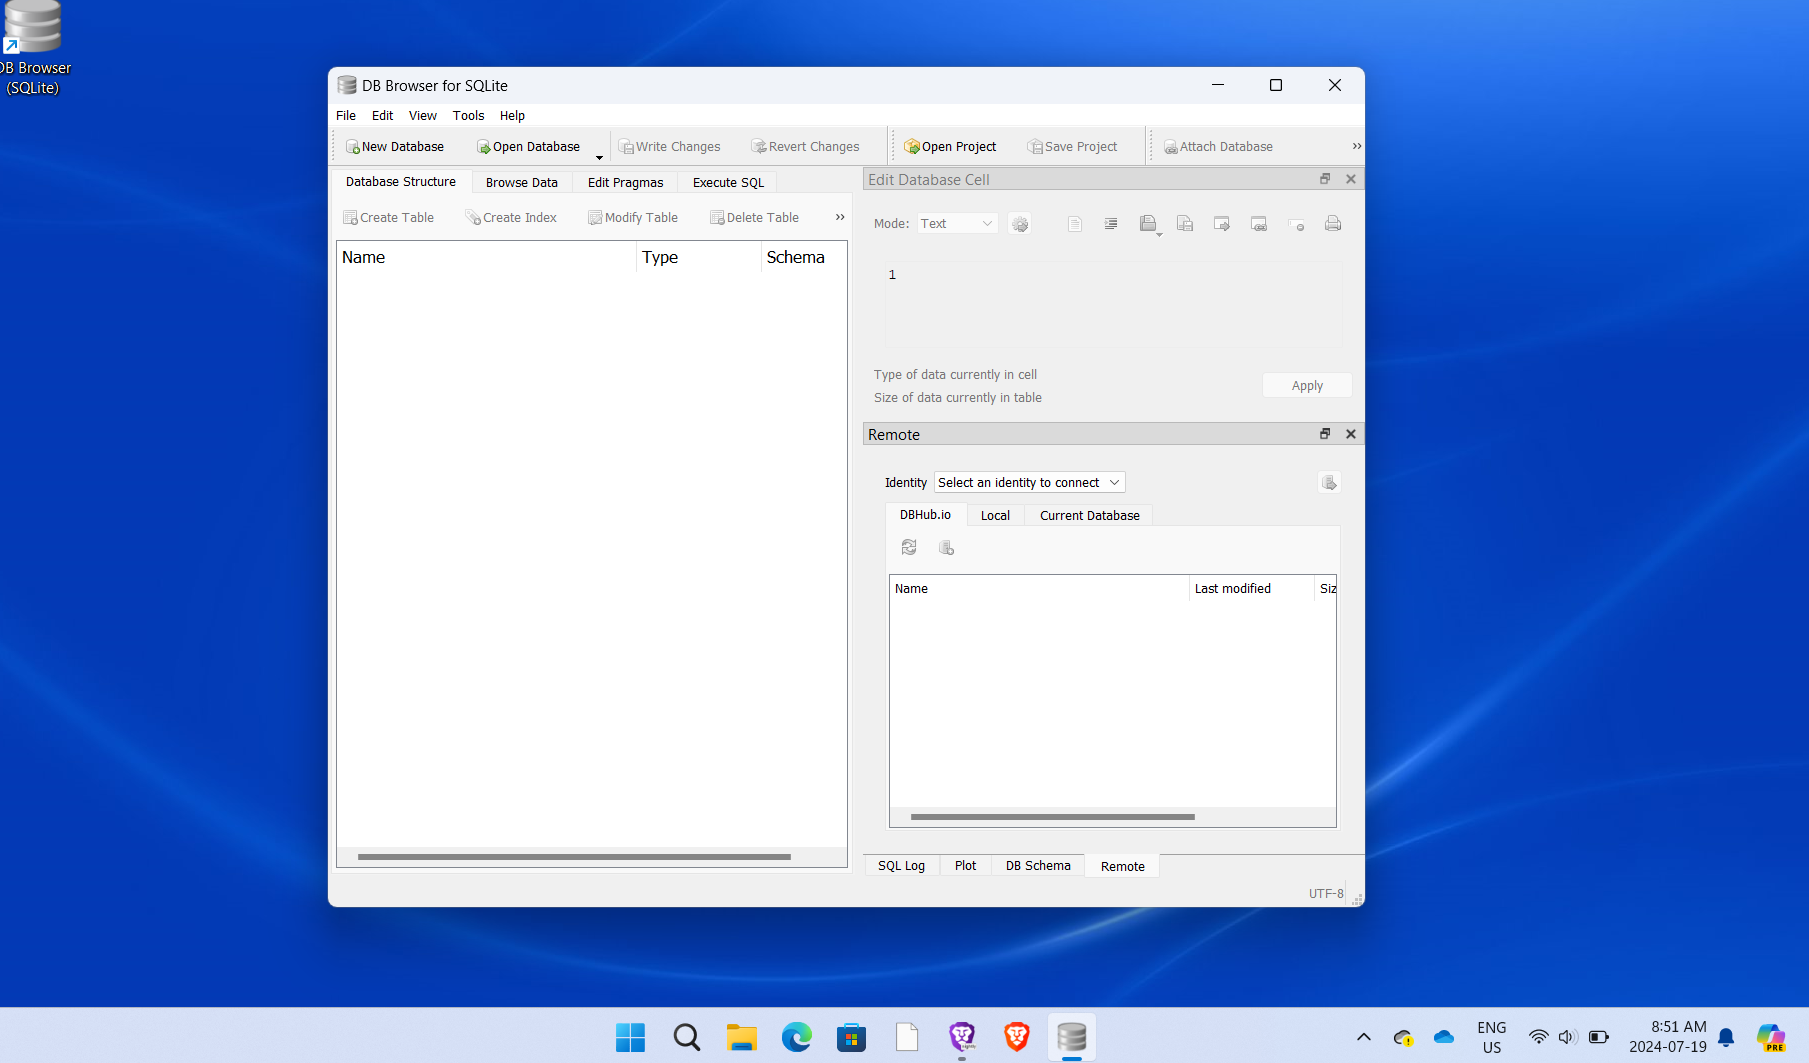 DB Browser
(SQLite)
DB Browser for SQLite
File Edit View Tools Help
New Database Open Database Write Changes Revert Changes Open Project Save Project Attach Database »
Database Structure Browse Data Edit Pragmas Execute SQL
Create Table Create Index Modify Table Delete Table »
Name Type Schema
Edit Database Cell
Mode: Text
1
Type of data currently in cell
Size of data currently in table
Apply
Remote
Identity Select an identity to connect
DBHub.io Local Current Database
Name Last modified Siz
SQL Log Plot DB Schema Remote
UTF-8
ENG
US
8:51 AM
2024-07-19
PRE